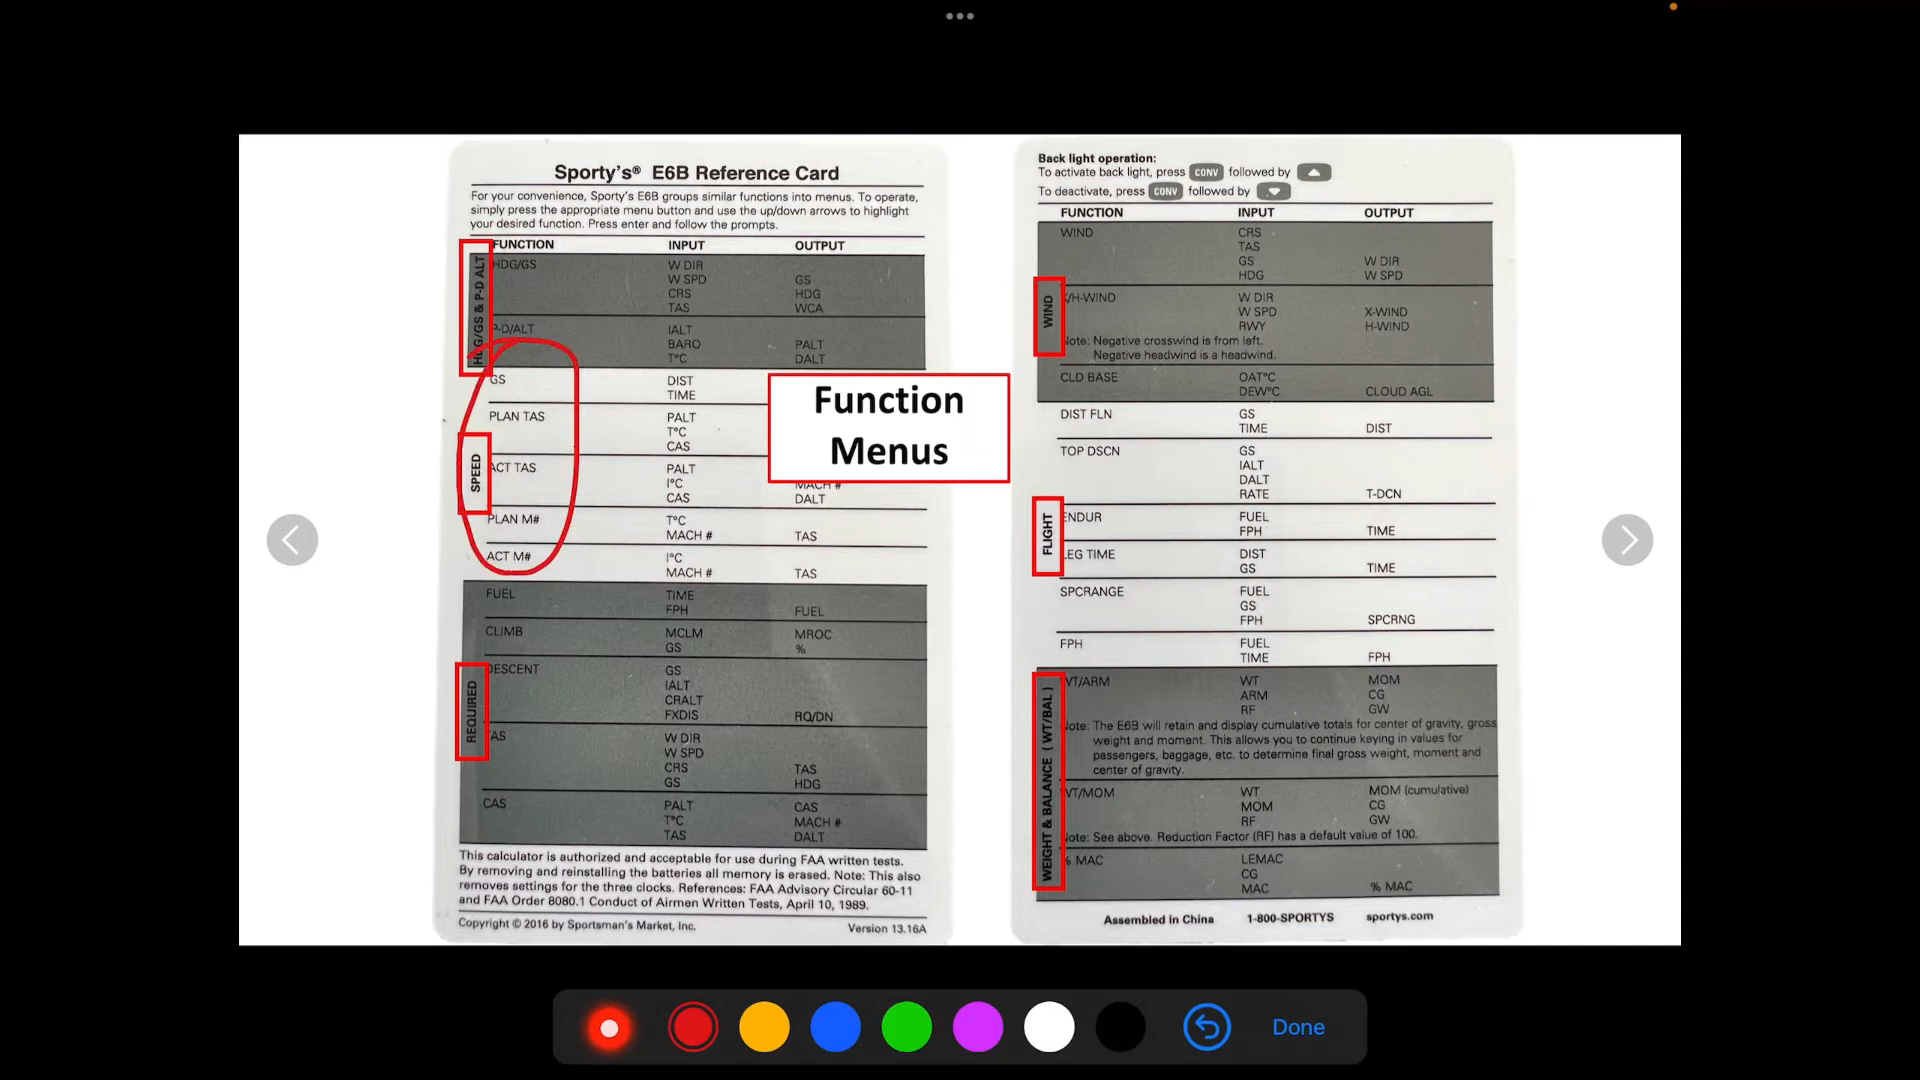 Sporty's® E6B Reference Card
For your convenience, Sporty's E6B groups similar functions into menus. To operate,
simply press the appropriate menu button and use the up/down arrows to highlight
your desired function. Press enter and follow the prompts.
FUNCTION INPUT OUTPUT
HDG/GS & P-D ALT
HDG/GS W DIR
W SPD GS
CRS HDG
TAS WCA
P-D/ALT IALT
BARO PALT
T°C DALT
SPEED
GS DIST
TIME
PLAN TAS PALT
T°C
CAS
ACT TAS PALT
I°C MACH #
CAS DALT
PLAN M# T°C
MACH # TAS
ACT M# I°C
MACH # TAS
REQUIRED
FUEL TIME
FPH FUEL
CLIMB MCLM MROC
GS %
DESCENT GS
IALT
CRALT
FXDIS RQ/DN
TAS W DIR
W SPD
CRS TAS
GS HDG
CAS PALT CAS
T°C MACH #
TAS DALT
This calculator is authorized and acceptable for use during FAA written tests.
By removing and reinstalling the batteries all memory is erased. Note: This also
removes settings for the three clocks. References: FAA Advisory Circular 60-11
and FAA Order 8080.1 Conduct of Airmen Written Tests, April 10, 1989.
Copyright © 2016 by Sportsman's Market, Inc. Version 13.16A
Function
Menus
Back light operation:
To activate back light, press CONV followed by
To deactivate, press CONV followed by
FUNCTION INPUT OUTPUT
WIND
WIND CRS
TAS
GS W DIR
HDG W SPD
X/H-WIND W DIR
W SPD X-WIND
RWY H-WIND
Note: Negative crosswind is from left.
Negative headwind is a headwind.
CLD BASE OAT°C
DEW°C CLOUD AGL
FLIGHT
DIST FLN GS
TIME DIST
TOP DSCN GS
IALT
DALT
RATE T-DCN
ENDUR FUEL
FPH TIME
LEG TIME DIST
GS TIME
SPCRANGE FUEL
GS
FPH SPCRNG
FPH FUEL
TIME FPH
WEIGHT & BALANCE (WT/BAL)
WT/ARM WT MOM
ARM CG
RF GW
Note: The E6B will retain and display cumulative totals for center of gravity, gross
weight and moment. This allows you to continue keying in values for
passengers, baggage, etc. to determine final gross weight, moment and
center of gravity.
WT/MOM WT MOM (cumulative)
MOM CG
RF GW
Note: See above. Reduction Factor (RF) has a default value of 100.
% MAC LEMAC
CG
MAC % MAC
Assembled in China 1-800-SPORTYS sportys.com
Done